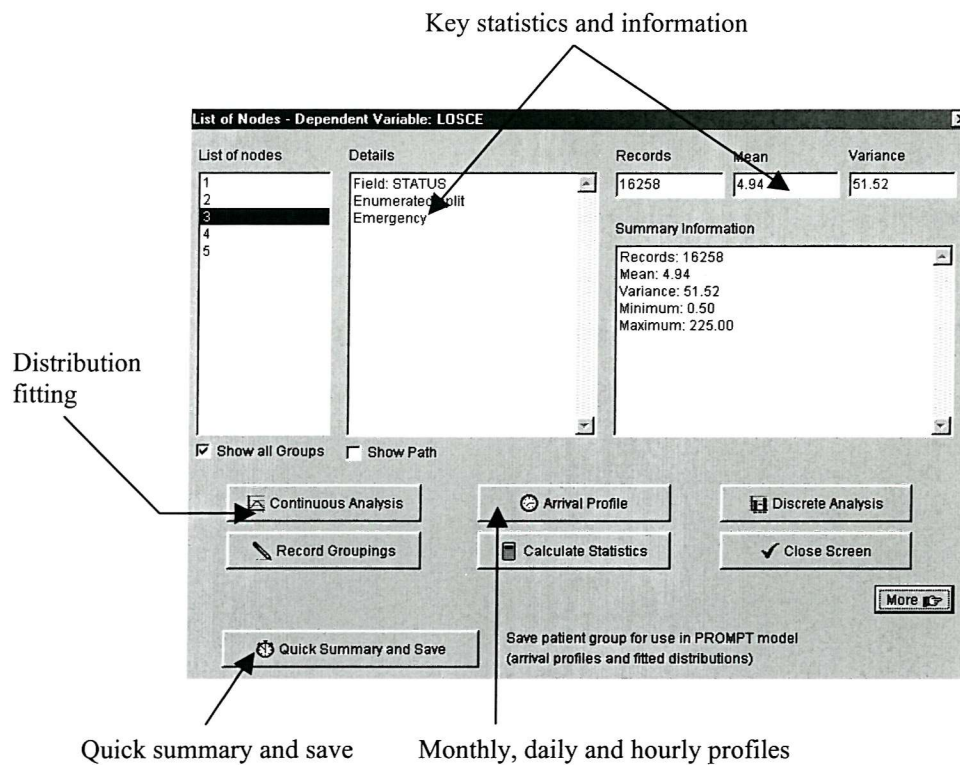 Key statistics and information
List of Nodes - Dependent Variable: LOSCE
List of nodes
Details
Records
Mean
Variance
1
2
3
4
5
Field: STATUS
Enumerated split
Emergency
16258
4.94
51.52
Summary Information
Records: 16258
Mean: 4.94
Variance: 51.52
Minimum: 0.50
Maximum: 225.00
Distribution
fitting
Show all Groups
Show Path
Continuous Analysis
Arrival Profile
Discrete Analysis
Record Groupings
Calculate Statistics
Close Screen
More
Quick Summary and Save
Save patient group for use in PROMPT model
(arrival profiles and fitted distributions)
Quick summary and save
Monthly, daily and hourly profiles